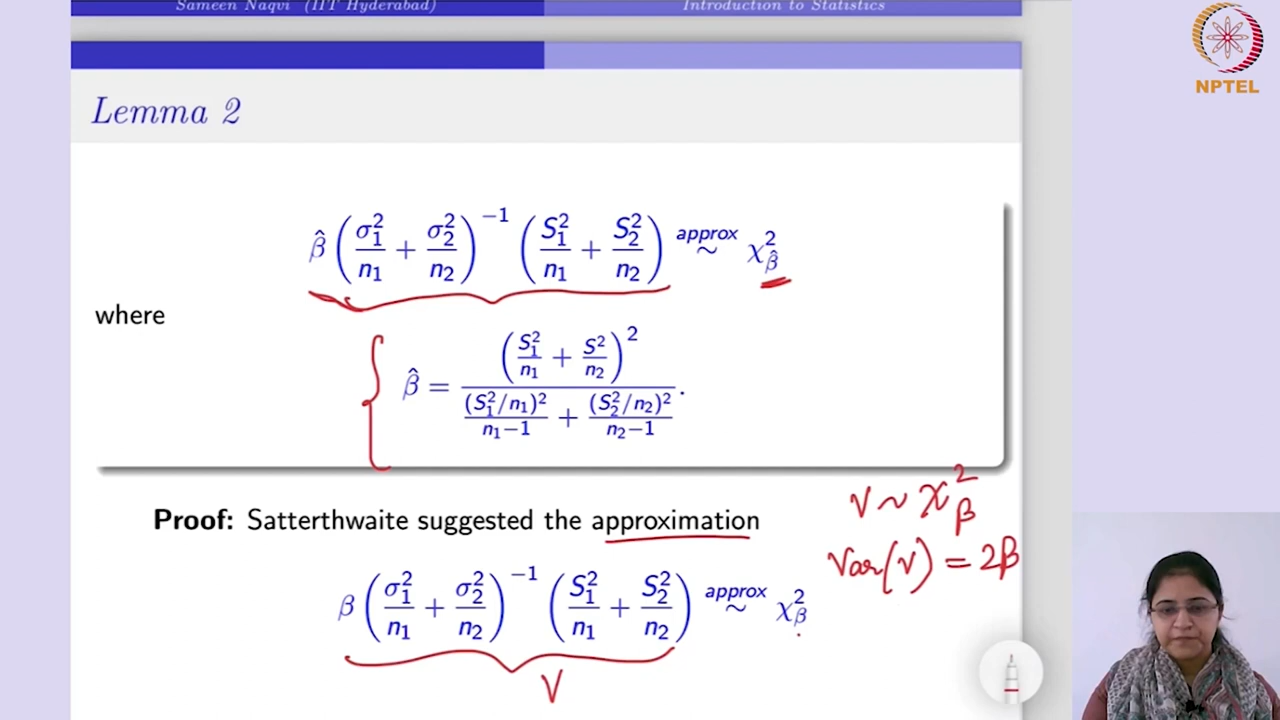 Sameen Naqvi (IIT Hyderabad) Introduction to Statistics
NPTEL
Lemma 2
β̂ (σ₁²/n₁ + σ₂²/n₂)⁻¹ (S₁²/n₁ + S₂²/n₂) approx ~ χ²_β̂
where
β̂ = (S₁²/n₁ + S²/n₂)² / ((S₁²/n₁)²/(n₁−1) + (S₂²/n₂)²/(n₂−1)).
V ~ χ²_β
Proof: Satterthwaite suggested the approximation
Var(V) = 2β
β (σ₁²/n₁ + σ₂²/n₂)⁻¹ (S₁²/n₁ + S₂²/n₂) approx ~ χ²_β
V